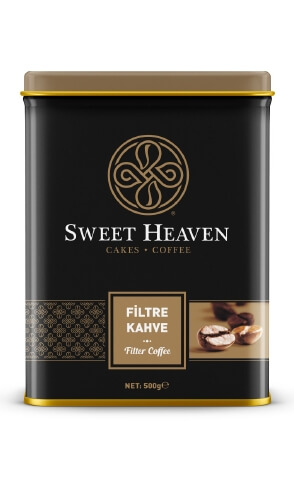 ®
SWEET HEAVEN
CAKES • COFFEE
FİLTRE
KAHVE
Filter Coffee
NET: 500g℮